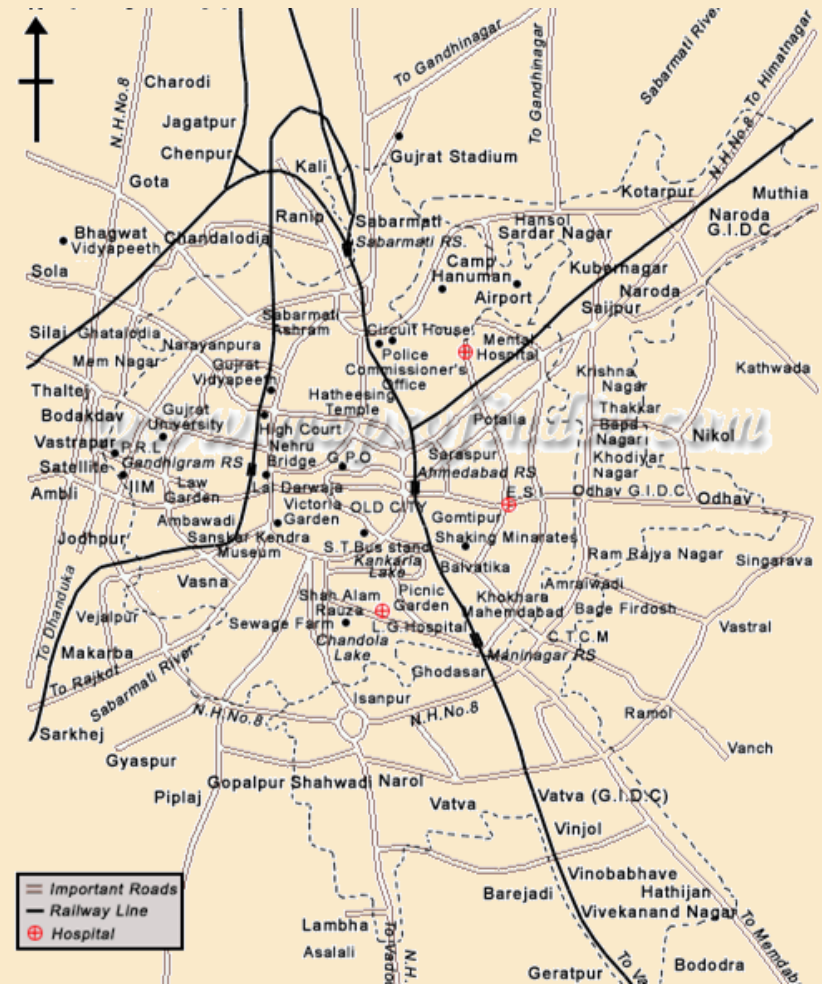 To Gandhinagar
To Gandhinagar
Sabarmati River
To Himatnagar
N.H.No.8
Charodi
N.H.No.8
Jagatpur
Chenpur
Kali
Gujrat Stadium
Gota
Kotarpur
Muthia
Ranip
Sabarmati
Hansol
Naroda
G.I.D.C.
Bhagwat
Vidyapeeth
Chandalodia
Sabarmati RS.
Sardar Nagar
Sola
Camp
Hanuman
Kubernagar
Airport
Naroda
Saijpur
Sabarmati
Ashram
Silaj
Ghatalodia
Circuit House
Mental
Hospital
Narayanpura
Police
Commissioner's
Office
Mem Nagar
Gujrat
Vidyapeeth
Krishna
Nagar
Kathwada
Thaltej
Hatheesing
Temple
Thakkar
Bapa
Nagar
Bodakdav
Gujrat
University
Potalia
High Court
Nikol
Vastrapur
P.R.L
Nehru
Bridge
G.P.O
Saraspur
Khodiyar
Nagar
Satellite
Gandhigram RS
Ahmedabad RS
IIM
Law
Garden
Lal Darwaja
E.S.I
Odhav G.I.D.C.
Odhav
Ambli
Victoria
Garden
OLD CITY
Gomtipur
Ambawadi
Jodhpur
Sanskar Kendra
Museum
S.T.Bus stand
Shaking Minarates
Kankaria
Lake
Balvatika
Ram Rajya Nagar
Singarava
Vasna
Amraiwadi
Shah Alam
Rauza
Picnic
Garden
Khokhara
Mahemdabad
Bage Firdosh
To Dhanduka
Vejalpur
Sewage Farm
L.G.Hospital
Vastral
Chandola
Lake
C.T.C.M
Makarba
Maninagar RS
To Rajkot
Sabarmati River
Ghodasar
Isanpur
N.H.No.8
N.H.No.8
Ramol
Sarkhej
Vanch
Gyaspur
Gopalpur
Shahwadi
Narol
Piplaj
Vatva
Vatva (G.I.D.C)
Vinjol
Vinobabhave
Important Roads
Barejadi
Hathijan
Railway Line
Vivekanand Nagar
Hospital
Lambha
To Memdab
N.H.
Asalali
To Va
Geratpur
Bododra